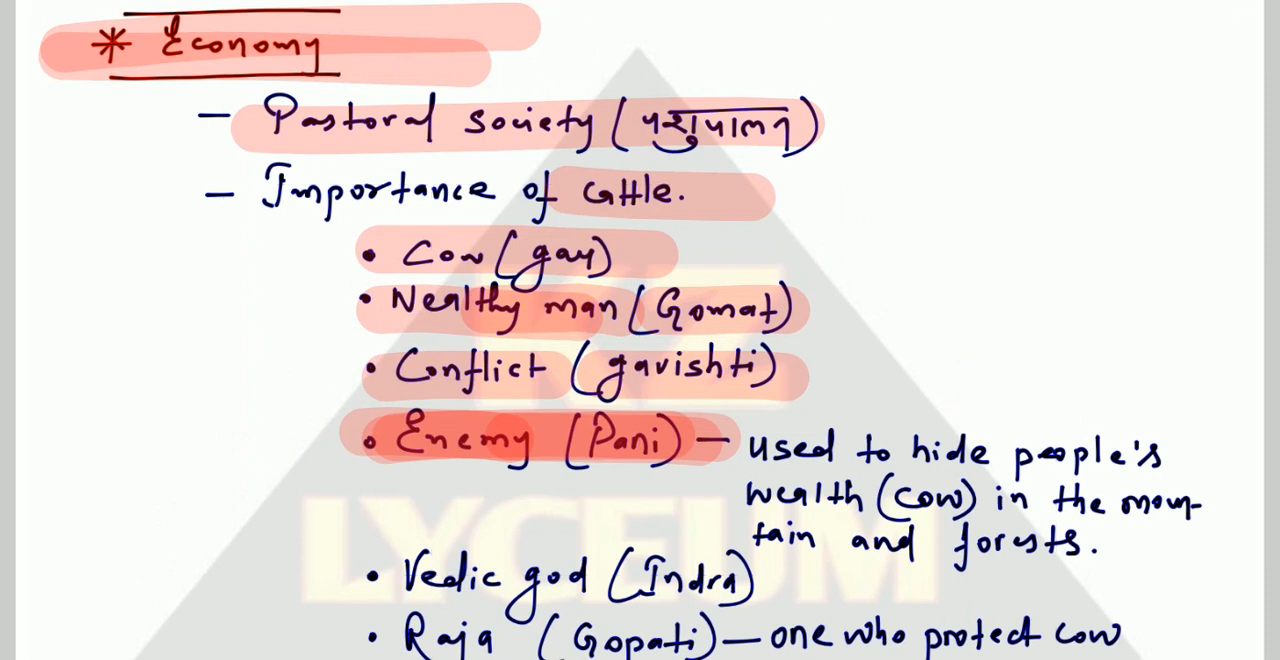 * Economy
- Pastoral society (पशुपालन)
- Importance of Cattle.
• Cow (gay)
• Wealthy man (Gomat)
• Conflict (gavishti)
• Enemy (Pani) - used to hide people's
wealth (cow) in the moun-
tain and forests.
• Vedic god (Indra)
• Raja (Gopati) - one who protect cow
LYCEUM